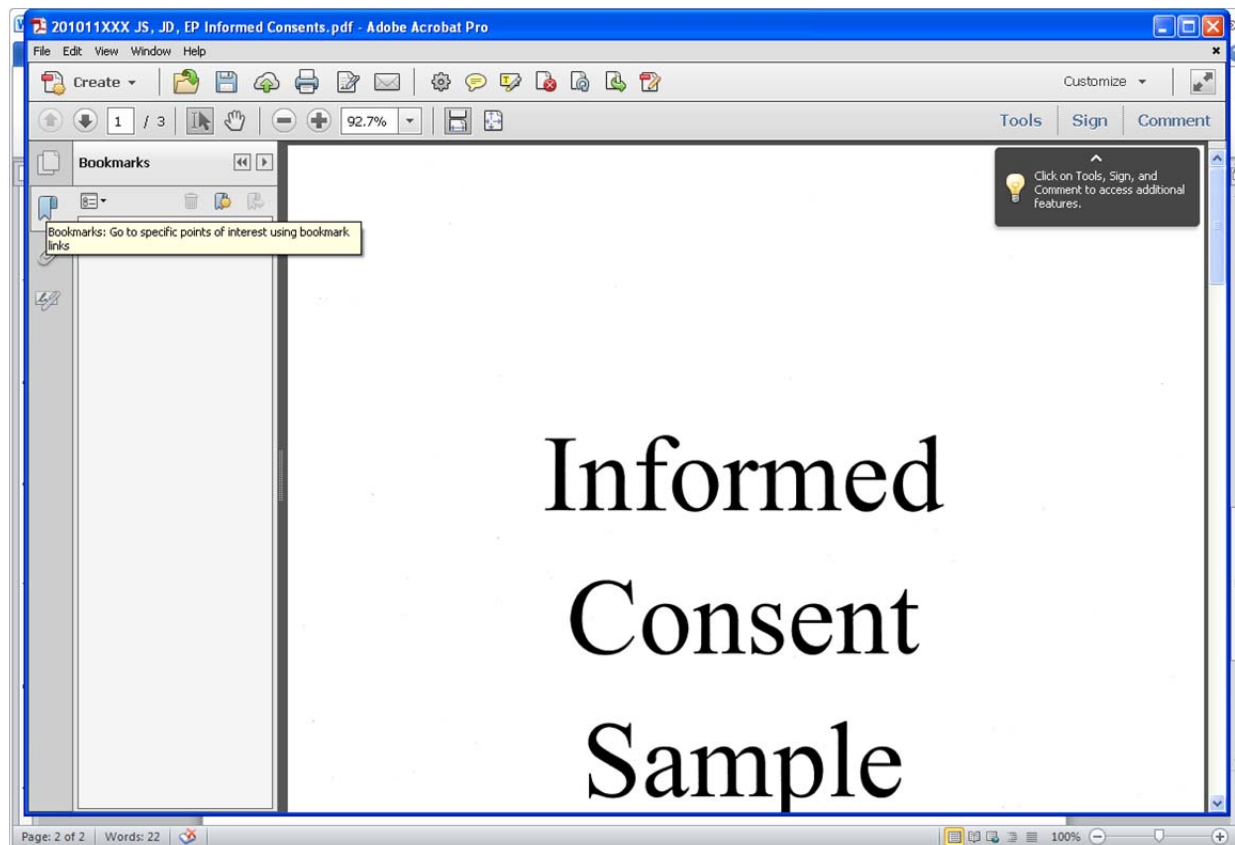 201011XXX JS, JD, EP Informed Consents.pdf - Adobe Acrobat Pro
File Edit View Window Help
Create
Customize
1 / 3
92.7%
Tools Sign Comment
Bookmarks
Click on Tools, Sign, and
Comment to access additional
features.
Bookmarks: Go to specific points of interest using bookmark
links
Informed
Consent
Sample
Page: 2 of 2 Words: 22 100%